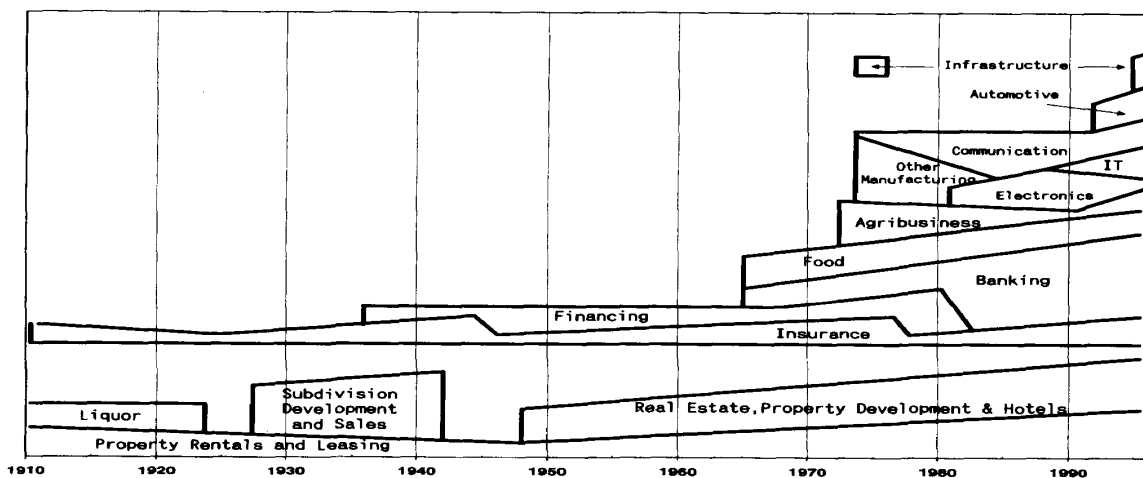 Infrastructure
Automotive
Communication
Other
Manufacturing
IT
Electronics
Agribusiness
Food
Banking
Financing
Insurance
Subdivision
Development
and Sales
Liquor
Real Estate,Property Development & Hotels
Property Rentals and Leasing
1910 1920 1930 1940 1950 1960 1970 1980 1990